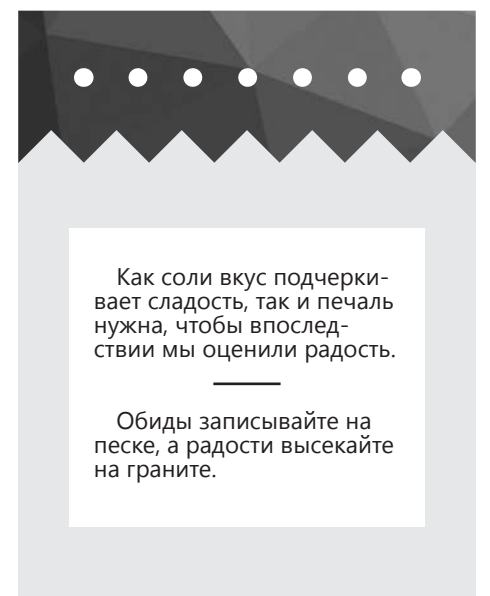 Как соли вкус подчерки-
вает сладость, так и печаль
нужна, чтобы впослед-
ствии мы оценили радость.
Обиды записывайте на
песке, а радости высекайте
на граните.